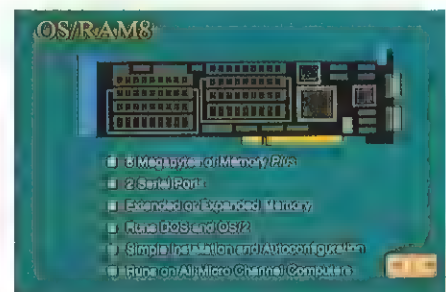 OS/RAM8
8 Megabytes of Memory Plus
2 Serial Ports
Extended or Expanded Memory
Runs DOS and OS/2
Simple Installation and Autoconfiguration
Runs on All Micro Channel Computers